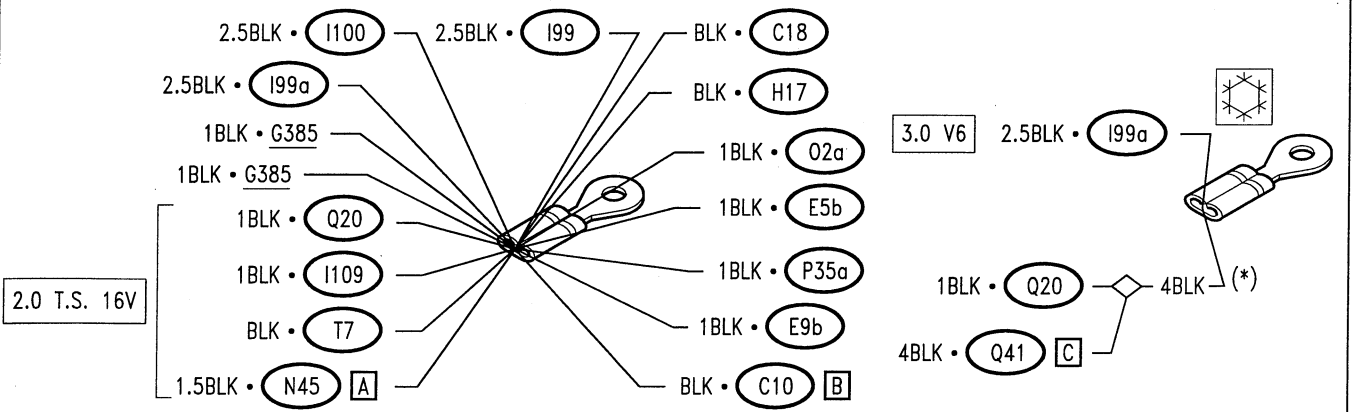 2.5BLK • I100
2.5BLK • I99
BLK • C18
2.5BLK • I99a
BLK • H17
1BLK • G385
3.0 V6
2.5BLK • I99a
1BLK • O2a
1BLK • G385
1BLK • Q20
1BLK • E5b
1BLK • I109
1BLK • P35a
1BLK • Q20
4BLK (*)
2.0 T.S. 16V
BLK • T7
1BLK • E9b
4BLK • Q41 C
1.5BLK • N45 A
BLK • C10 B